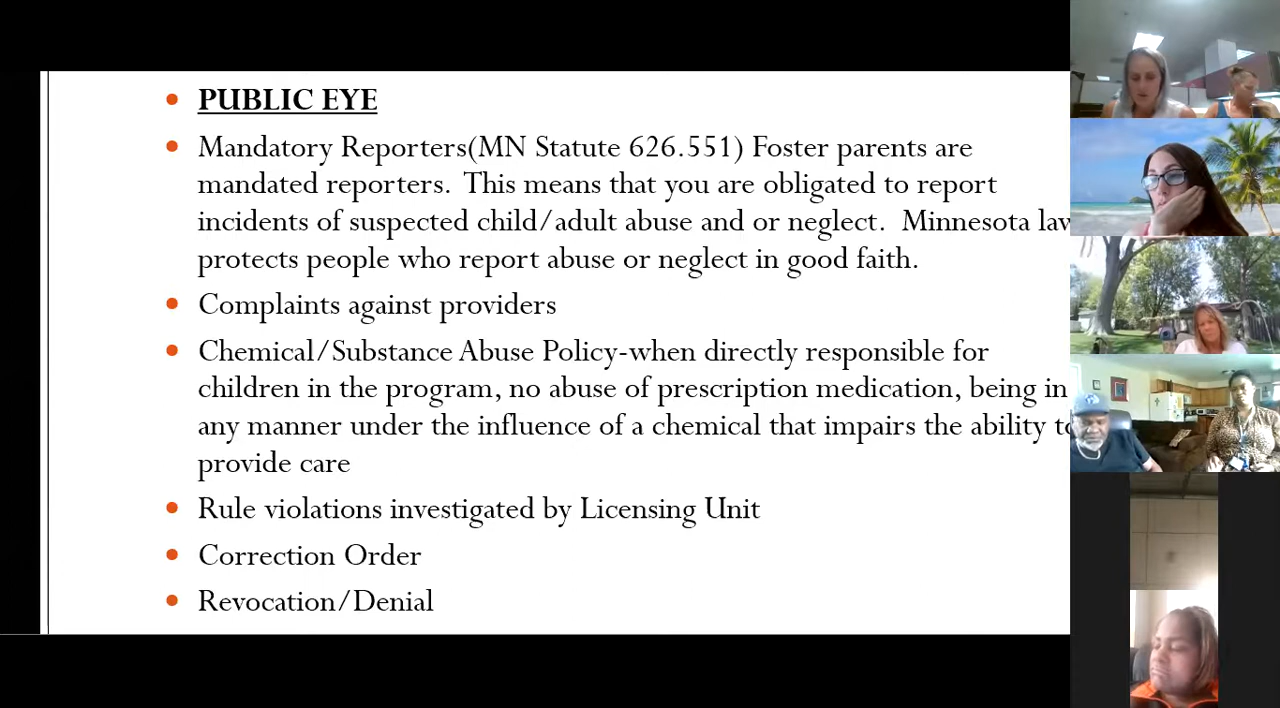 PUBLIC EYE
Mandatory Reporters(MN Statute 626.551) Foster parents are
mandated reporters.  This means that you are obligated to report
incidents of suspected child/adult abuse and or neglect.  Minnesota law
protects people who report abuse or neglect in good faith.
Complaints against providers
Chemical/Substance Abuse Policy-when directly responsible for
children in the program, no abuse of prescription medication, being in
any manner under the influence of a chemical that impairs the ability to
provide care
Rule violations investigated by Licensing Unit
Correction Order
Revocation/Denial